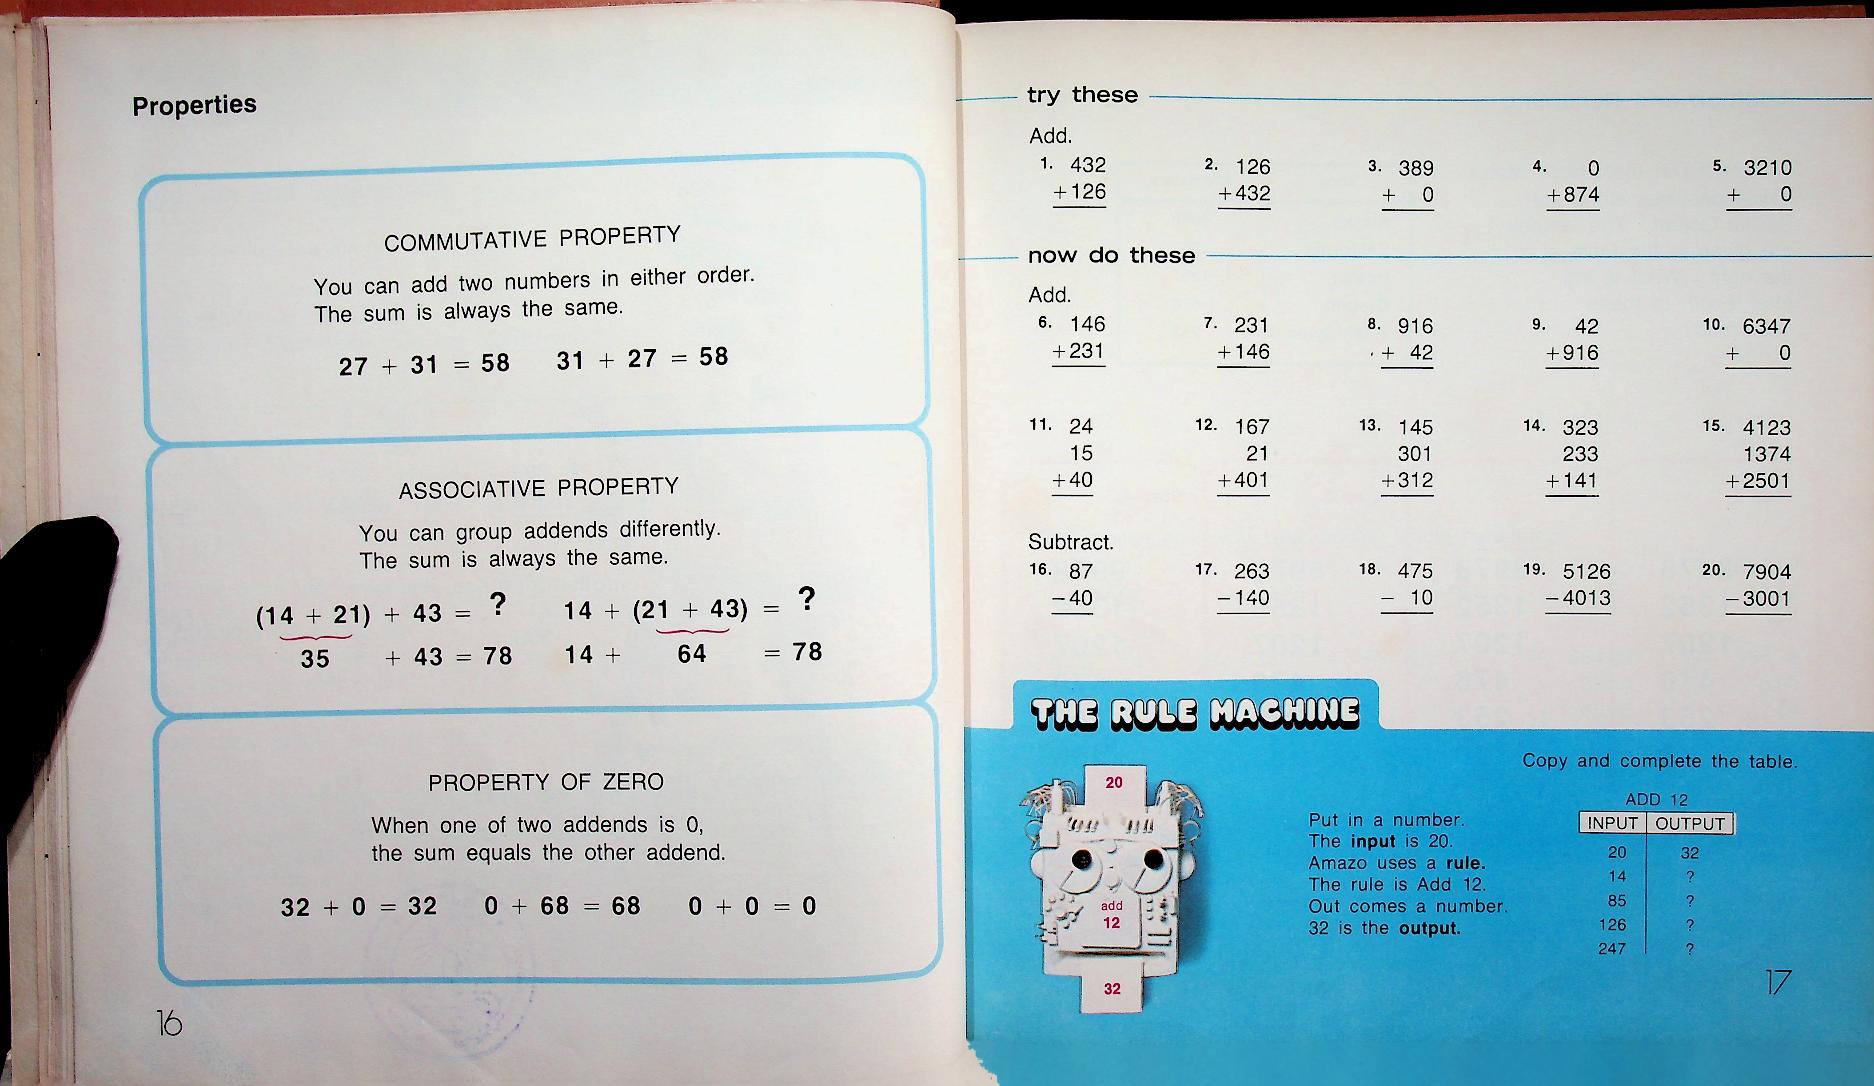 Properties
COMMUTATIVE PROPERTY
You can add two numbers in either order.
The sum is always the same.
27 + 31 = 58 31 + 27 = 58
ASSOCIATIVE PROPERTY
You can group addends differently.
The sum is always the same.
(14 + 21) + 43 = ? 14 + (21 + 43) = ?
35 + 43 = 78 14 + 64 = 78
PROPERTY OF ZERO
When one of two addends is 0,
the sum equals the other addend.
32 + 0 = 32 0 + 68 = 68 0 + 0 = 0
16
try these
Add.
1. 432 2. 126 3. 389 4. 0 5. 3210
+126 +432 + 0 +874 + 0
now do these
Add.
6. 146 7. 231 8. 916 9. 42 10. 6347
+231 +146 + 42 +916 + 0
11. 24 12. 167 13. 145 14. 323 15. 4123
15 21 301 233 1374
+40 +401 +312 +141 +2501
Subtract.
16. 87 17. 263 18. 475 19. 5126 20. 7904
−40 −140 − 10 −4013 −3001
THE RULE MACHINE
20
add
12
32
Put in a number.
The input is 20.
Amazo uses a rule.
The rule is Add 12.
Out comes a number.
32 is the output.
Copy and complete the table.
ADD 12
INPUT OUTPUT
20 32
14 ?
85 ?
126 ?
247 ?
17